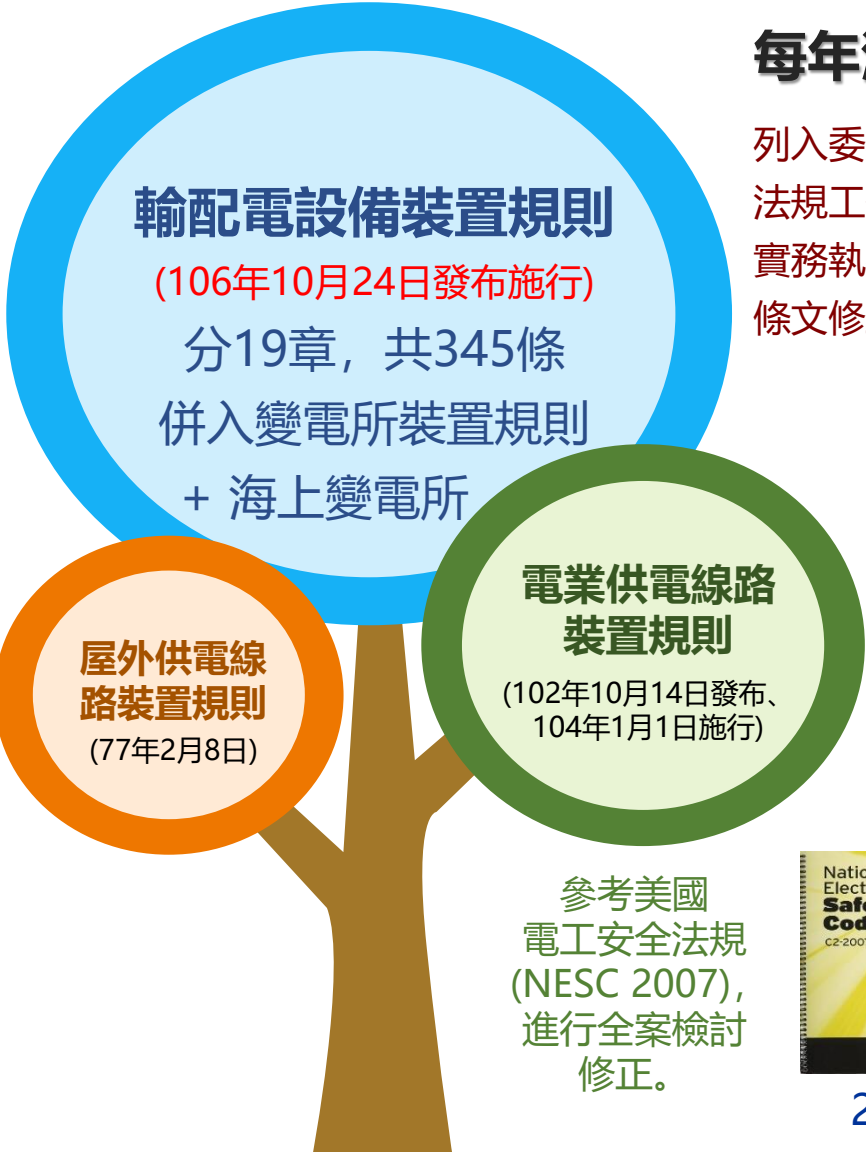 輸配電設備裝置規則
(106年10月24日發布施行)
分19章，共345條
併入變電所裝置規則
+ 海上變電所
每年
列入委
法規工
實務執
條文修
屋外供電線
路裝置規則
(77年2月8日)
電業供電線路
裝置規則
(102年10月14日發布、
104年1月1日施行)
參考美國
電工安全法規
(NESC 2007)，
進行全案檢討
修正。
Natio
Elect
Safe
Cod
C2-2007
2